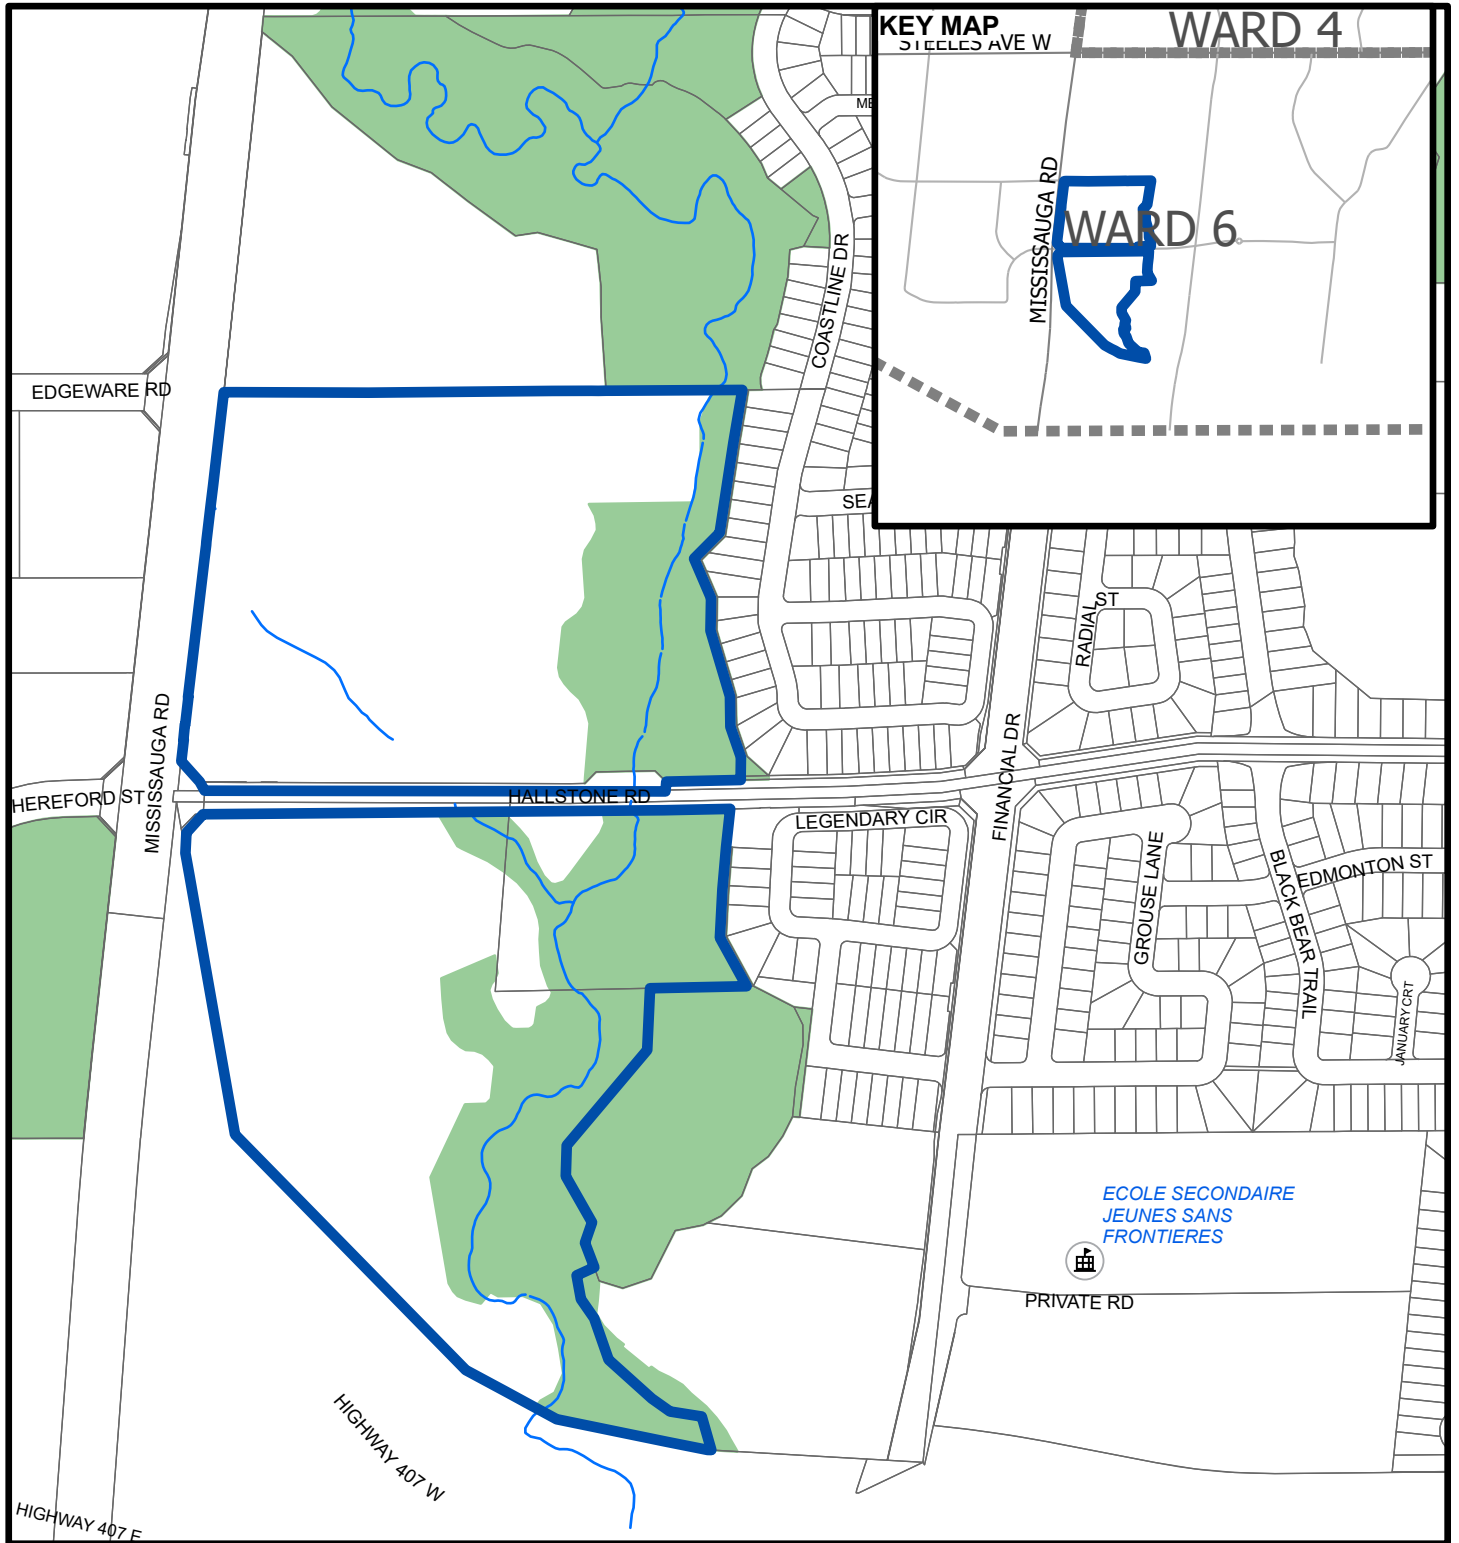 KEY MAP
STEELES AVE W
WARD 4
MISSISSAUGA RD
WARD 6
COASTLINE DR
EDGEWARE RD
RADIAL ST
MISSISSAUGA RD
FINANCIAL DR
HEREFORD ST
HALLSTONE RD
LEGENDARY CIR
GROUSE LANE
BLACK BEAR TRAIL
EDMONTON ST
JANUARY CRT
ECOLE SECONDAIRE
JEUNES SANS
FRONTIERES
PRIVATE RD
HIGHWAY 407 W
HIGHWAY 407 E